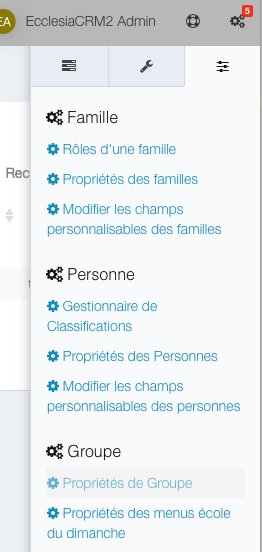 EA EcclesiaCRM2 Admin 5
Famille
Rôles d'une famille
Propriétés des familles
Rec
Modifier les champs
personnalisables des familles
Personne
Gestionnaire de
Classifications
Propriétés des Personnes
Modifier les champs
personnalisables des personnes
Groupe
Propriétés de Groupe
Propriétés des menus école
du dimanche